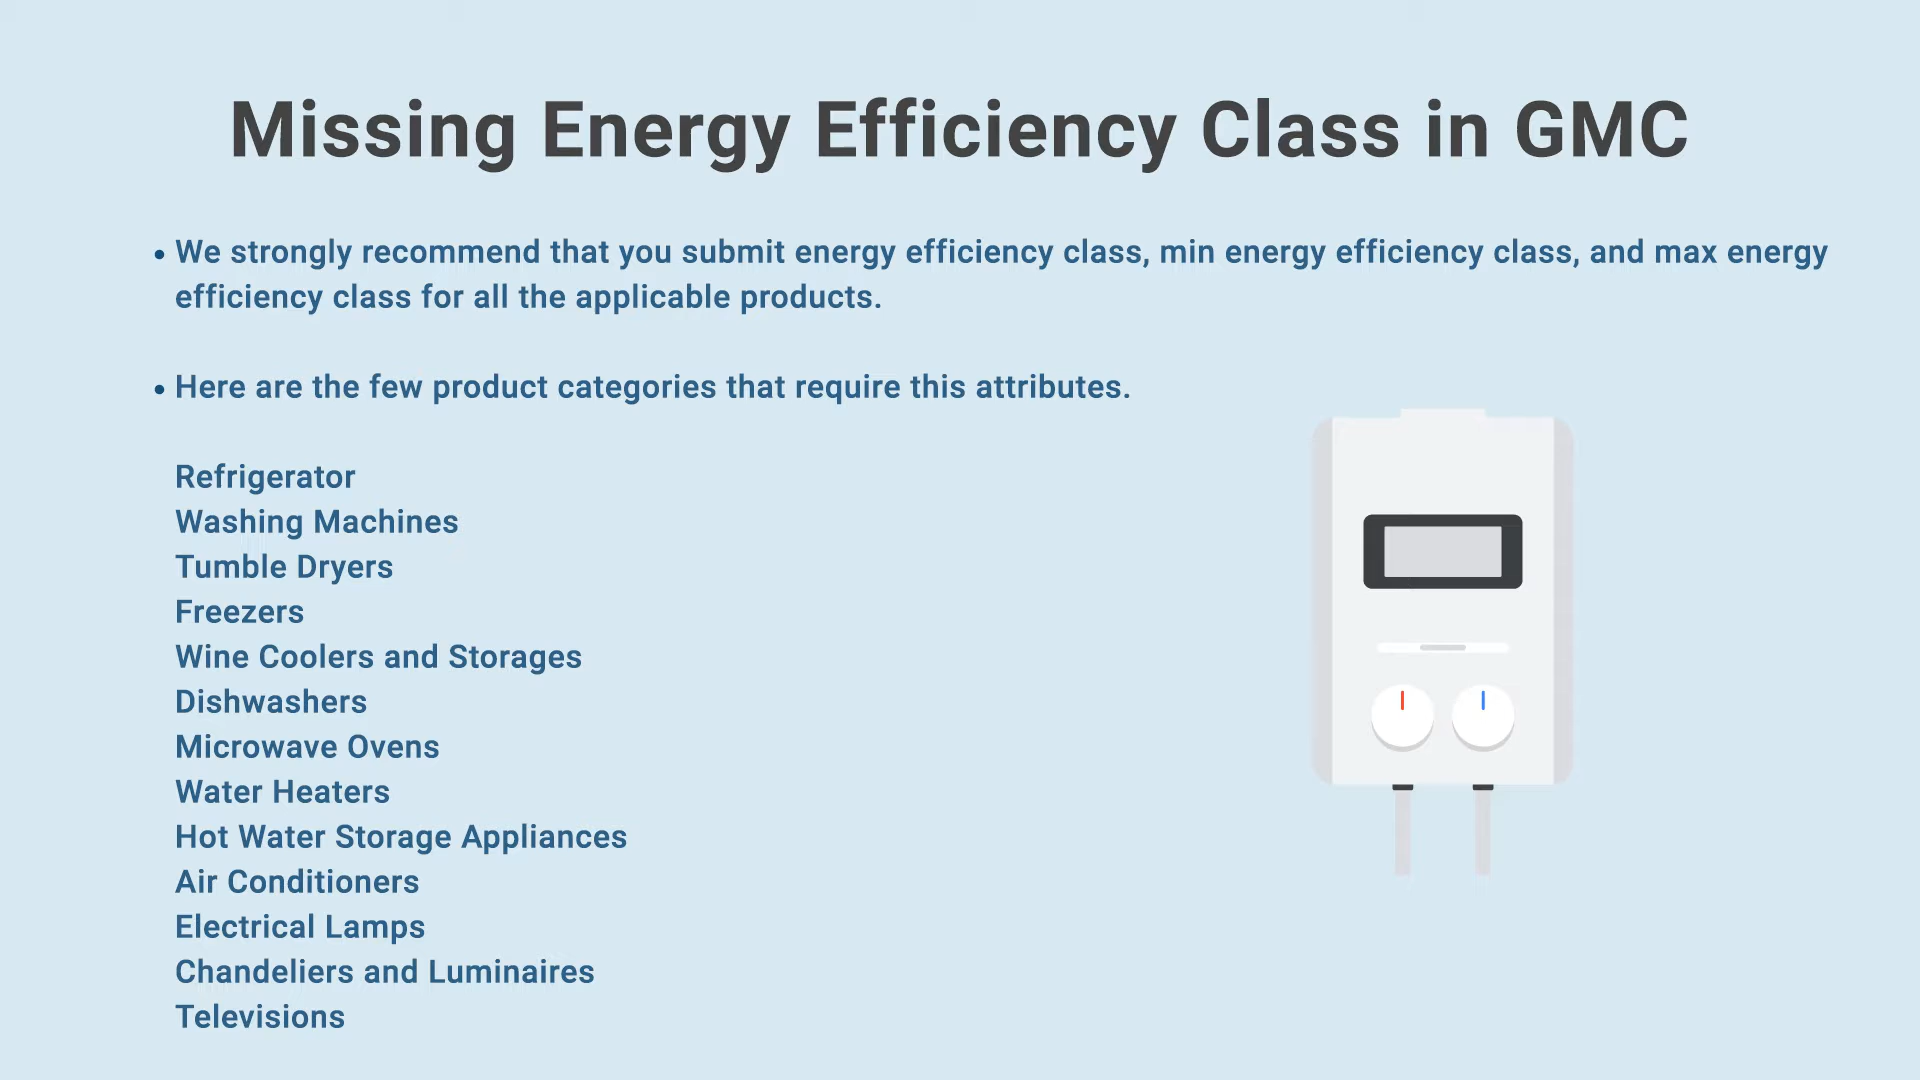 Missing Energy Efficiency Class in GMC
• We strongly recommend that you submit energy efficiency class, min energy efficiency class, and max energy
efficiency class for all the applicable products.
• Here are the few product categories that require this attributes.
Refrigerator
Washing Machines
Tumble Dryers
Freezers
Wine Coolers and Storages
Dishwashers
Microwave Ovens
Water Heaters
Hot Water Storage Appliances
Air Conditioners
Electrical Lamps
Chandeliers and Luminaires
Televisions